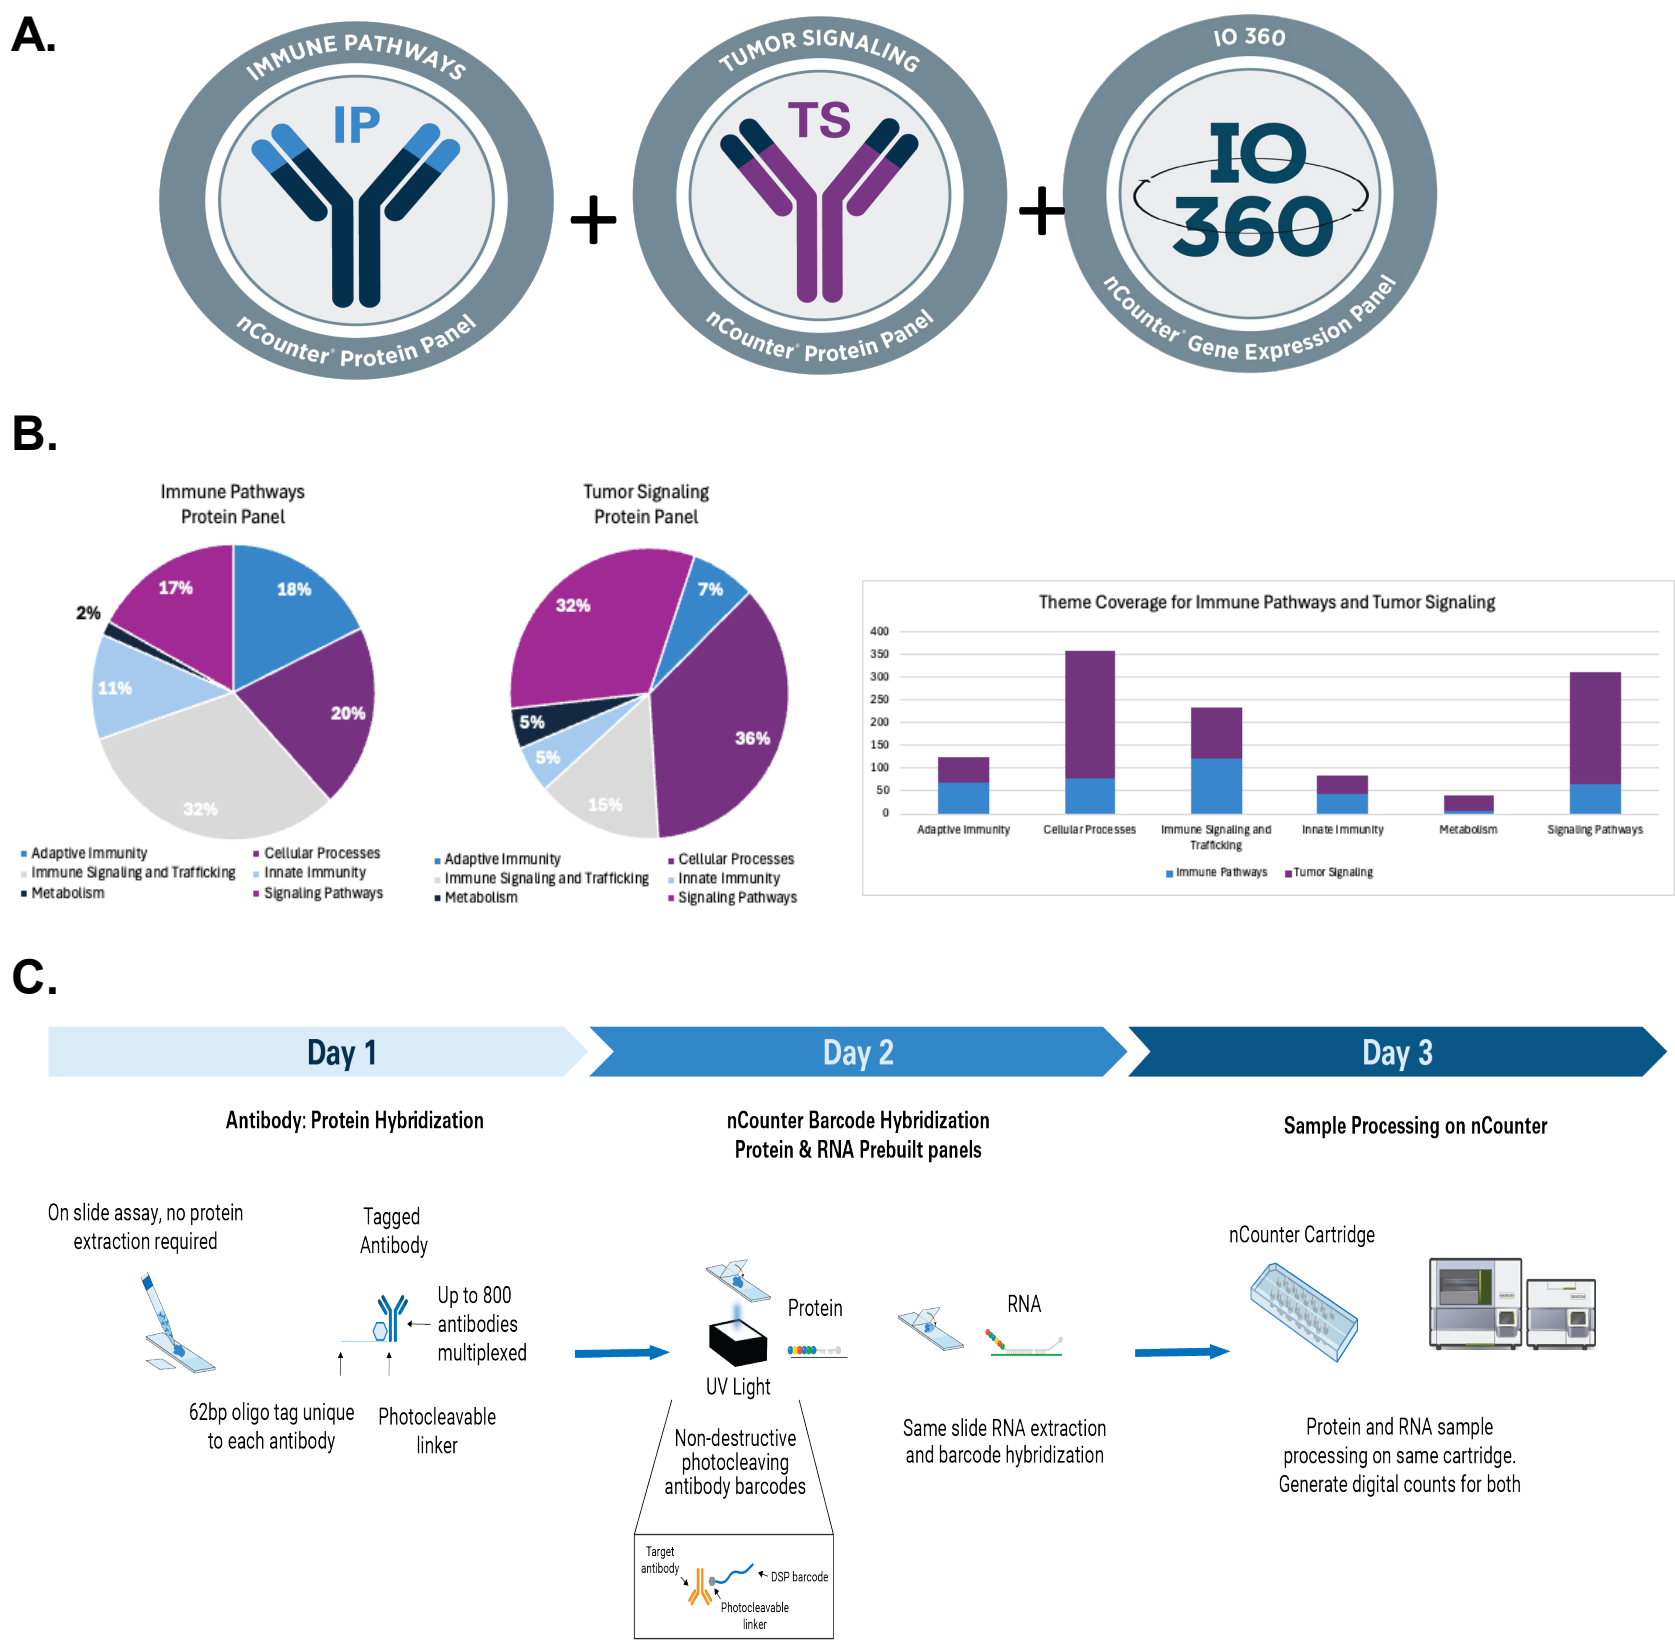 A.
IMMUNE PATHWAYS
IP
nCounter® Protein Panel
+
TUMOR SIGNALING
TS
nCounter® Protein Panel
+
IO 360
IO
360
nCounter® Gene Expression Panel
B.
Immune Pathways
Protein Panel
18%
20%
32%
11%
2%
17%
Adaptive Immunity
Cellular Processes
Immune Signaling and Trafficking
Innate Immunity
Metabolism
Signaling Pathways
Tumor Signaling
Protein Panel
7%
36%
15%
5%
5%
32%
Adaptive Immunity
Cellular Processes
Immune Signaling and Trafficking
Innate Immunity
Metabolism
Signaling Pathways
Theme Coverage for Immune Pathways and Tumor Signaling
400
350
300
250
200
150
100
50
0
Adaptive Immunity
Cellular Processes
Immune Signaling and
Trafficking
Innate Immunity
Metabolism
Signaling Pathways
Immune Pathways
Tumor Signaling
C.
Day 1
Day 2
Day 3
Antibody: Protein Hybridization
nCounter Barcode Hybridization
Protein & RNA Prebuilt panels
Sample Processing on nCounter
On slide assay, no protein
extraction required
Tagged
Antibody
Up to 800
antibodies
multiplexed
62bp oligo tag unique
to each antibody
Photocleavable
linker
Protein
UV Light
Non-destructive
photocleaving
antibody barcodes
Target
antibody
DSP barcode
Photocleavable
linker
RNA
Same slide RNA extraction
and barcode hybridization
nCounter Cartridge
Protein and RNA sample
processing on same cartridge.
Generate digital counts for both